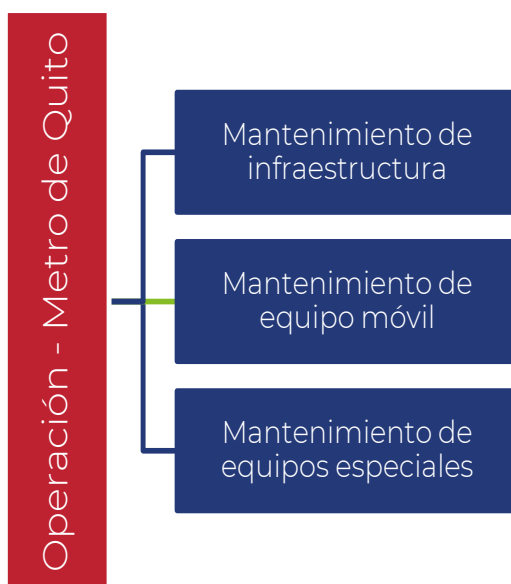 Operación - Metro de Quito
Mantenimiento de
infraestructura
Mantenimiento de
equipo móvil
Mantenimiento de
equipos especiales